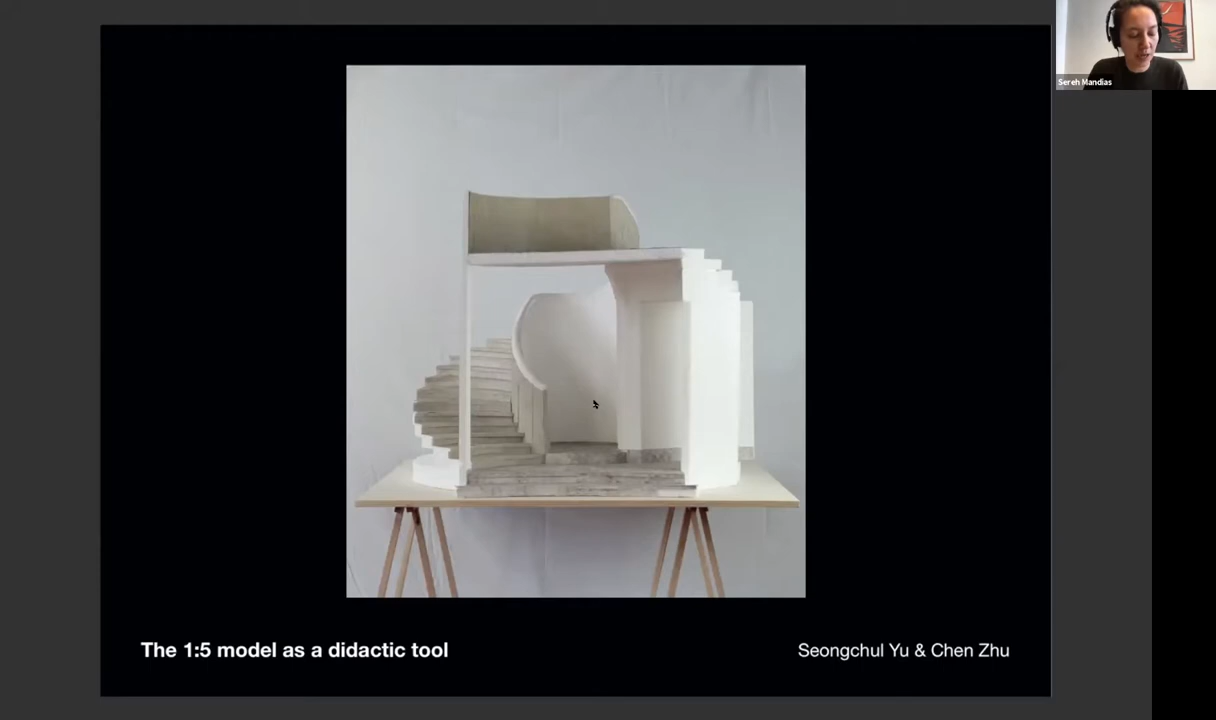 Sereh Mandias
The 1:5 model as a didactic tool
Seongchul Yu & Chen Zhu